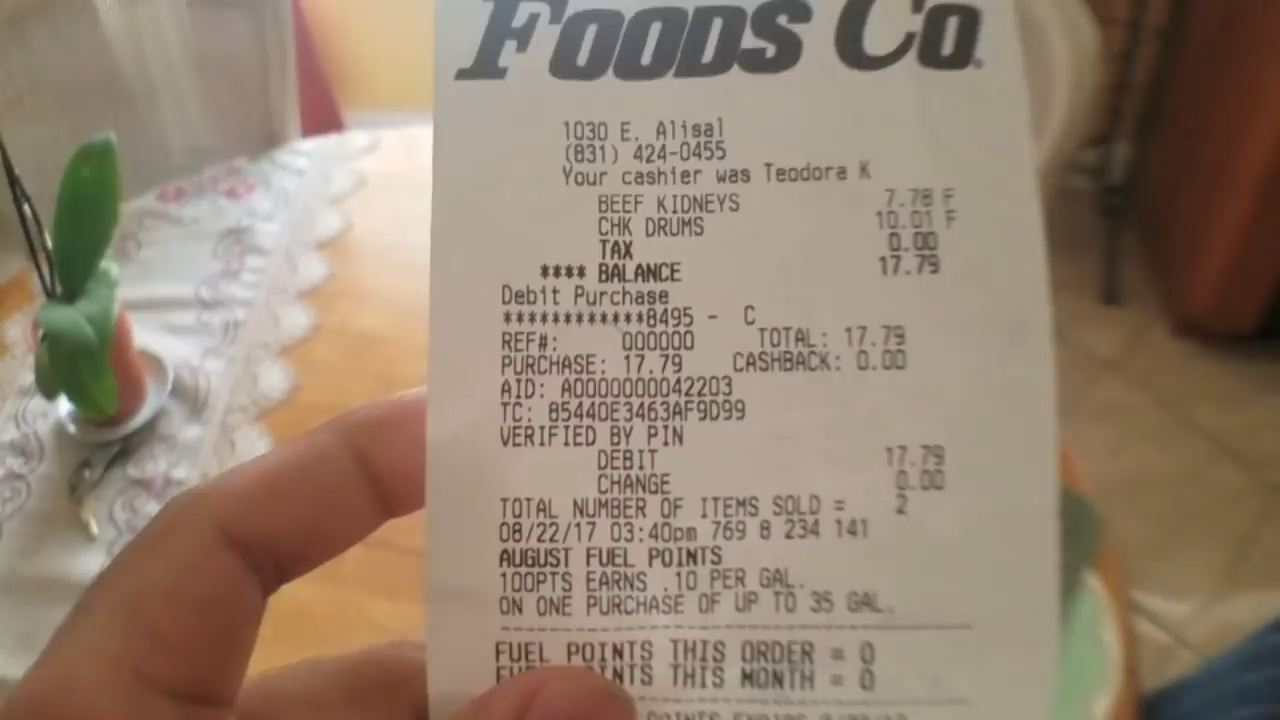 FOODS CO.
1030 E. Alisal
(831) 424-0455
Your cashier was Teodora K
BEEF KIDNEYS 7.78 F
CHK DRUMS 10.01 F
TAX 0.00
**** BALANCE 17.79
Debit Purchase
************8495 - C
REF#: 000000 TOTAL: 17.79
PURCHASE: 17.79 CASHBACK: 0.00
AID: A0000000042203
TC: 85440E3463AF9D99
VERIFIED BY PIN
DEBIT 17.79
CHANGE 0.00
TOTAL NUMBER OF ITEMS SOLD = 2
08/22/17 03:40pm 769 8 234 141
AUGUST FUEL POINTS
100PTS EARNS .10 PER GAL.
ON ONE PURCHASE OF UP TO 35 GAL.
FUEL POINTS THIS ORDER = 0
THIS MONTH = 0